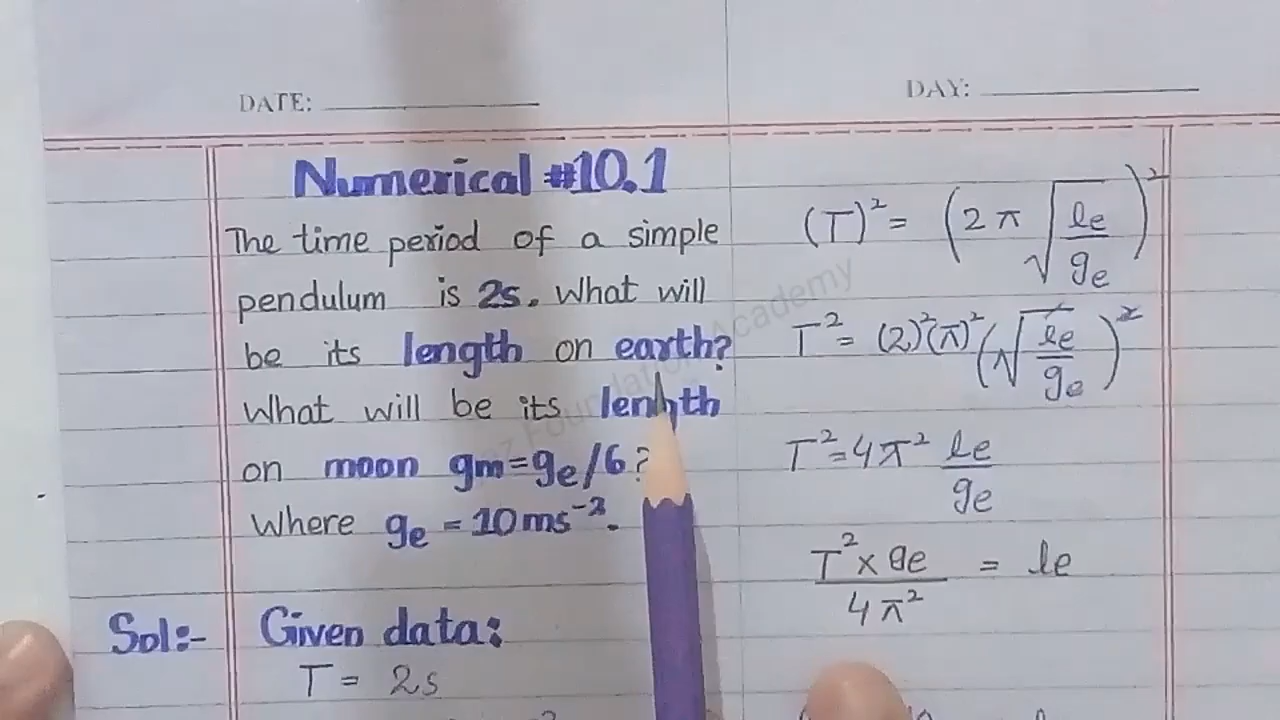 DATE:
DAY:
Numerical #10.1
The time period of a simple
pendulum is 2s. What will
be its length on earth?
What will be its length
on moon gm=ge/6?
Where ge = 10ms⁻².
Sol:- Given data:
T = 2s
(T)² = (2π√(le/ge))²
T² = (2)²(π)²(√(le/ge))²
T² = 4π² le/ge
T² × ge / 4π² = le